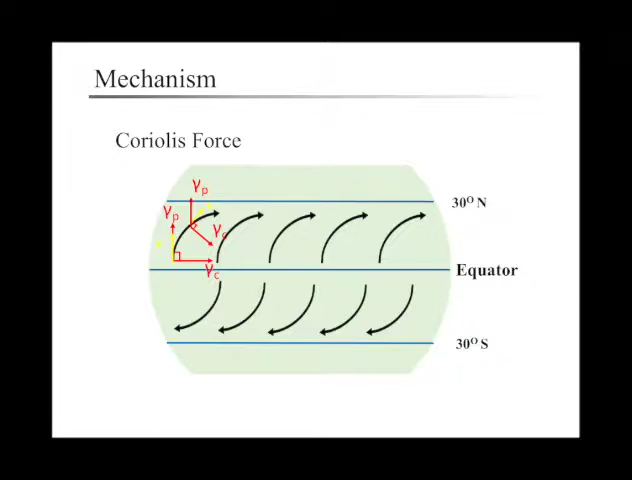 Mechanism
Coriolis Force
γp
30° N
γp
γc
γc
Equator
30° S